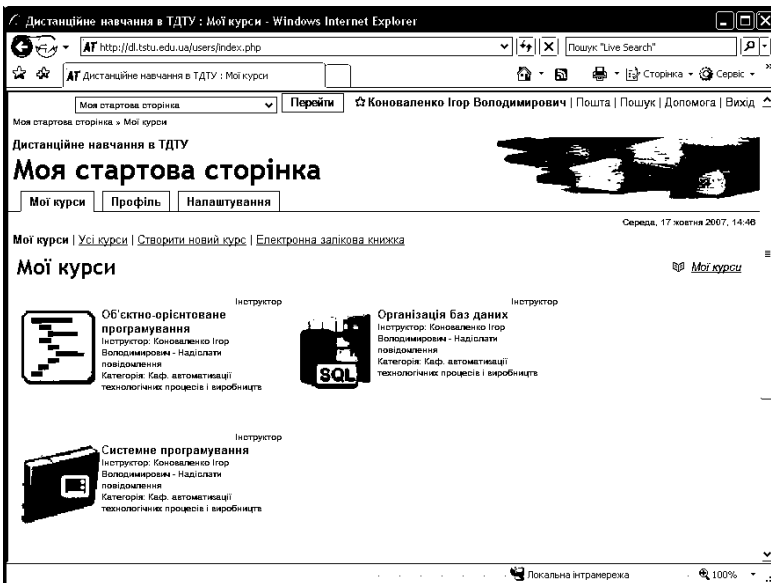 Дистанційне навчання в ТДТУ : Мої курси - Windows Internet Explorer
http://dl.tstu.edu.ua/users/index.php
Поиск "Live Search"
Дистанційне навчання в ТДТУ : Мої курси
Сторінка
Сервіс
Моя стартова сторінка
Перейти
Коноваленко Ігор Володимирович | Пошта | Пошук | Допомога | Вихід
Моя стартова сторінка » Мої курси
Дистанційне навчання в ТДТУ
Моя стартова сторінка
Мої курси
Профіль
Налаштування
Середа, 17 жовтня 2007, 14:46
Мої курси | Усі курси | Створити новий курс | Електронна залікова книжка
Мої курси
Мої курси
Інструктор
Об'єктно-орієнтоване
програмування
Інструктор: Коноваленко Ігор
Володимирович - Надіслати
повідомлення
Категорія: Каф. автоматизації
технологічних процесів і виробництв
Інструктор
Організація баз даних
Інструктор: Коноваленко Ігор
Володимирович - Надіслати
повідомлення
Категорія: Каф. автоматизації
технологічних процесів і виробництв
SQL
Інструктор
Системне програмування
Інструктор: Коноваленко Ігор
Володимирович - Надіслати
повідомлення
Категорія: Каф. автоматизації
технологічних процесів і виробництв
Локальна інтрамережа
100%